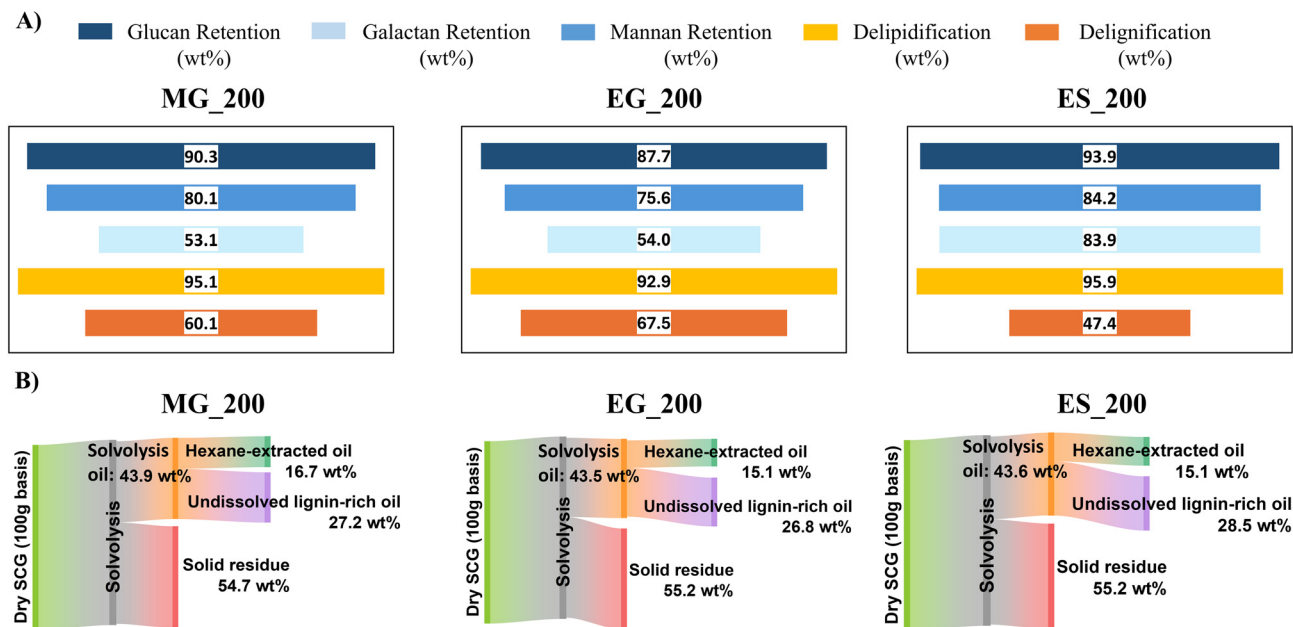 A)
Glucan Retention
(wt%)
Galactan Retention
(wt%)
Mannan Retention
(wt%)
Delipidification
(wt%)
Delignification
(wt%)
MG_200
90.3
80.1
53.1
95.1
60.1
EG_200
87.7
75.6
54.0
92.9
67.5
ES_200
93.9
84.2
83.9
95.9
47.4
B)
MG_200
Dry SCG (100g basis)
Solvolysis
Solvolysis
oil: 43.9 wt%
Hexane-extracted oil
16.7 wt%
Undissolved lignin-rich oil
27.2 wt%
Solid residue
54.7 wt%
EG_200
Dry SCG (100g basis)
Solvolysis
Solvolysis
oil: 43.5 wt%
Hexane-extracted oil
15.1 wt%
Undissolved lignin-rich oil
26.8 wt%
Solid residue
55.2 wt%
ES_200
Dry SCG (100g basis)
Solvolysis
Solvolysis
oil: 43.6 wt%
Hexane-extracted oil
15.1 wt%
Undissolved lignin-rich oil
28.5 wt%
Solid residue
55.2 wt%